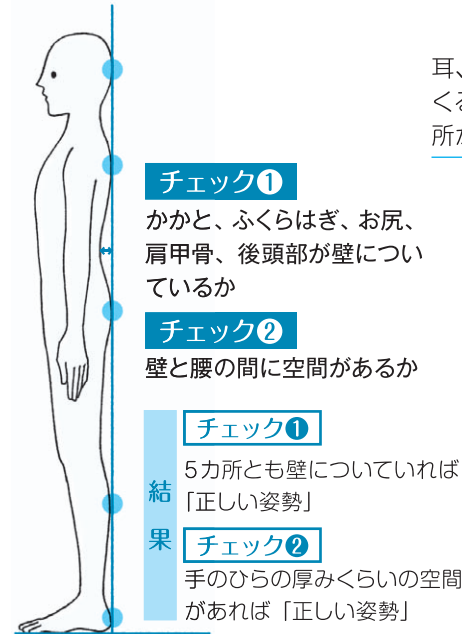 耳、
くる
所が
チェック❶
かかと、ふくらはぎ、お尻、
肩甲骨、後頭部が壁につい
ているか
チェック❷
壁と腰の間に空間があるか
結果
チェック❶
5カ所とも壁についていれば
「正しい姿勢」
チェック❷
手のひらの厚みくらいの空間
があれば「正しい姿勢」